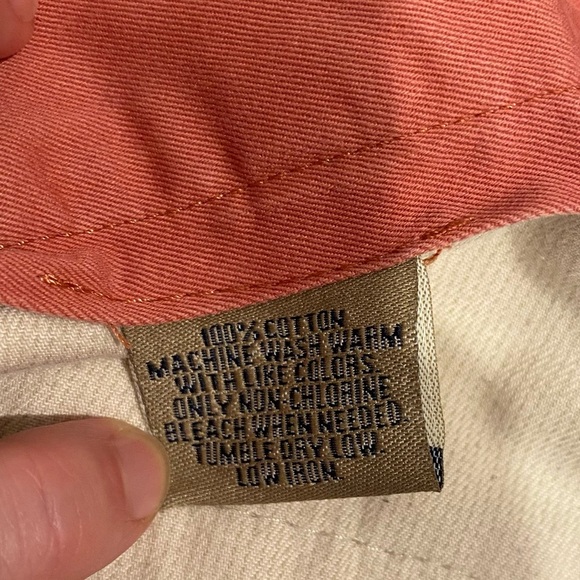 100% COTTON
MACHINE WASH WARM
WITH LIKE COLORS.
ONLY NON-CHLORINE
BLEACH WHEN NEEDED.
TUMBLE DRY LOW.
LOW IRON.